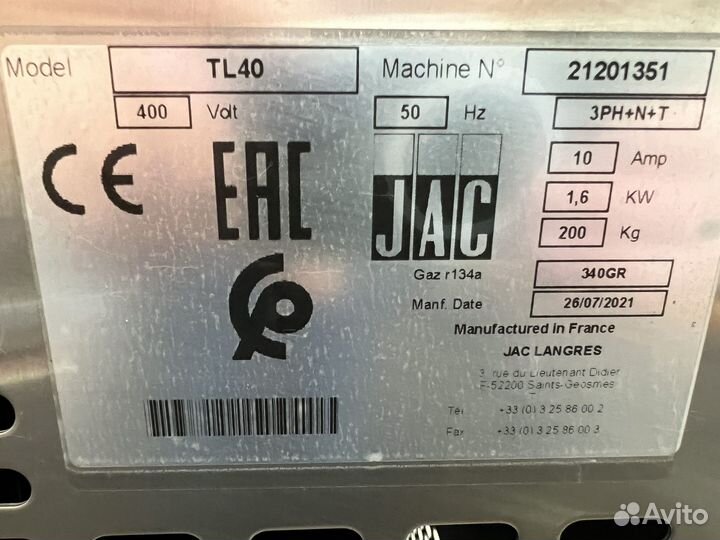 Model TL40 Machine N° 21201351
400 Volt 50 Hz 3PH+N+T
CE EAC JAC 10 Amp
1,6 KW
200 Kg
Gaz r134a 340GR
Manf. Date 26/07/2021
Manufactured in France
JAC LANGRES
3, rue du Lieutenant Didier
F-52200 Saints-Geosmes
Tel +33 (0) 3 25 86 00 2
Fax +33 (0) 3 25 86 00 3
Avito